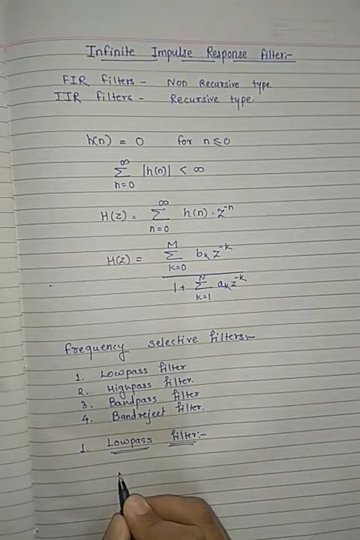 Infinite Impulse Response filter:-
FIR filters - Non Recursive type
IIR filters - Recursive type.
h(n) = 0 for n ≤ 0
∞
Σ |h(n)| < ∞
n=0
∞
H(z) = Σ h(n) · z⁻ⁿ
n=0
M
Σ bₖ z⁻ᵏ
k=0
H(z) =
N
1 + Σ aₖ z⁻ᵏ
k=1
frequency selective filters:-
1. Lowpass filter
2. Highpass filter.
3. Bandpass filter
4. Bandreject filter.
1. Lowpass filter:-